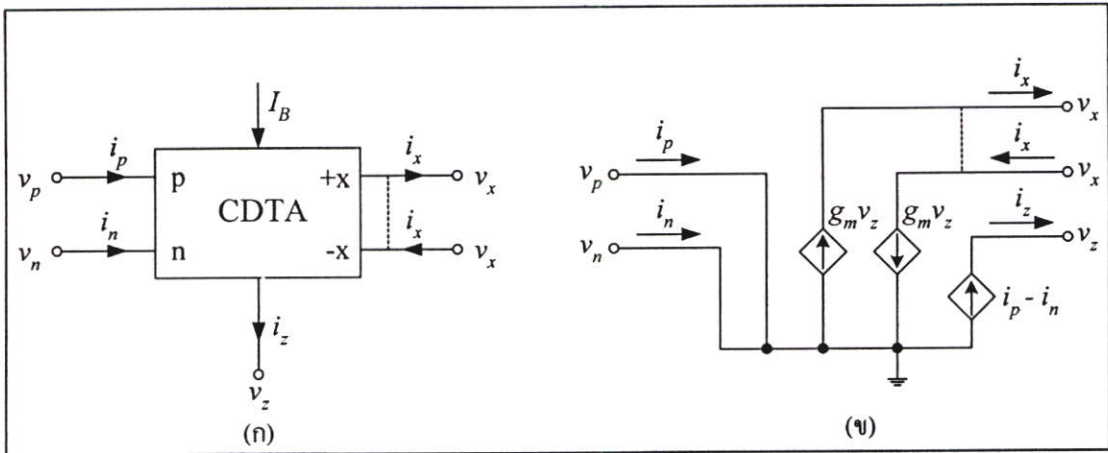 I_B
i_p
v_p
p
i_n
v_n
n
CDTA
+x
i_x
v_x
-x
i_x
v_x
i_z
v_z
(ก)
i_p
v_p
i_n
v_n
g_m v_z
g_m v_z
i_x
v_x
i_x
v_x
i_z
v_z
i_p - i_n
(ข)